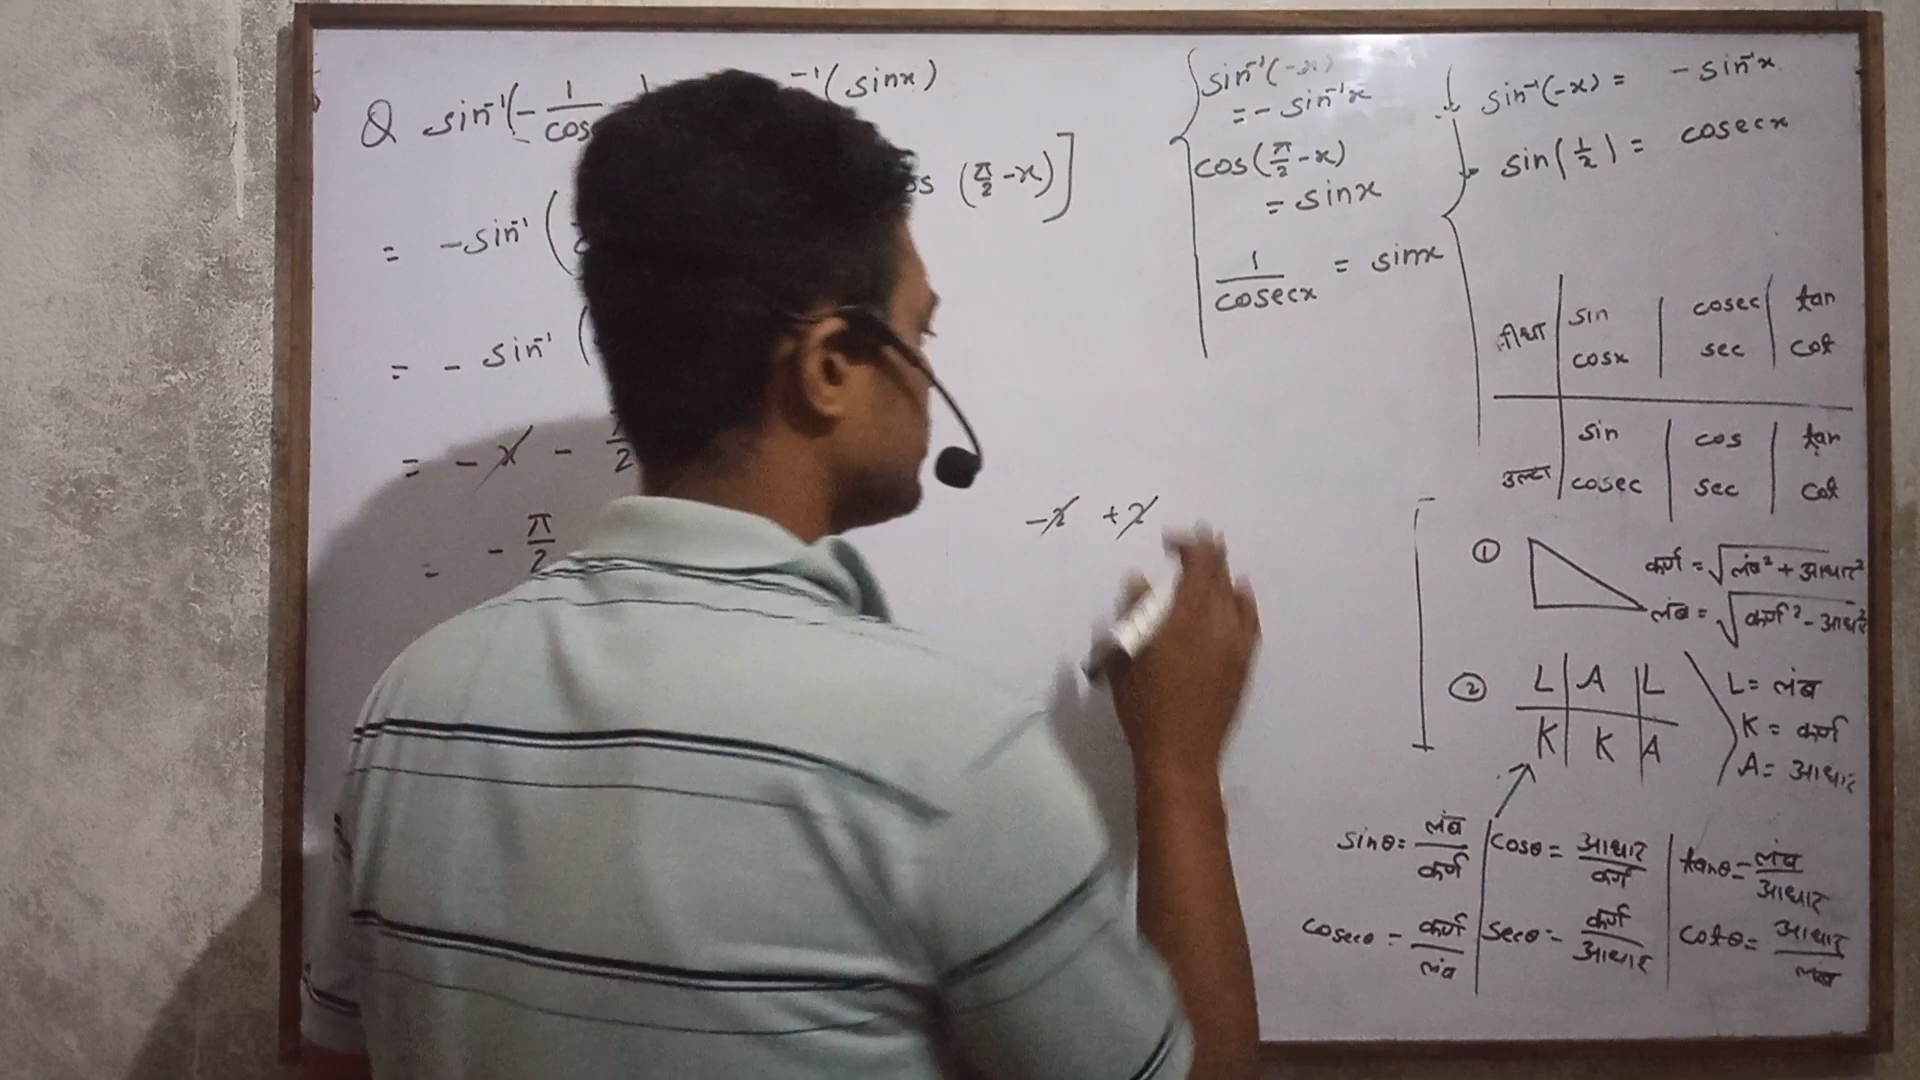 Q sin⁻¹(-1/cos ⁻¹(sinx)
= -sin⁻¹( os (π/2-x)]
= - sin⁻¹(
= - x - π/2
= - π/2
-x +x
sin⁻¹(-x)
= - sin⁻¹x
cos(π/2-x)
= sinx
1/cosecx = sinx
sin⁻¹(-x) = - sin⁻¹x
sin(1/2) = cosecx
सीधा sin | cosec | tan
cosx | sec | cot
उल्टा sin | cos | tan
cosec | sec | cot
① कर्ण = √लंब² + आधार²
लंब = √कर्ण² - आधार²
② L | A | L
K | K | A
L = लंब
K = कर्ण
A = आधार
sinθ = लंब/कर्ण | cosθ = आधार/कर्ण | tanθ = लंब/आधार
cosecθ = कर्ण/लंब | secθ = कर्ण/आधार | cotθ = आधार/लंब